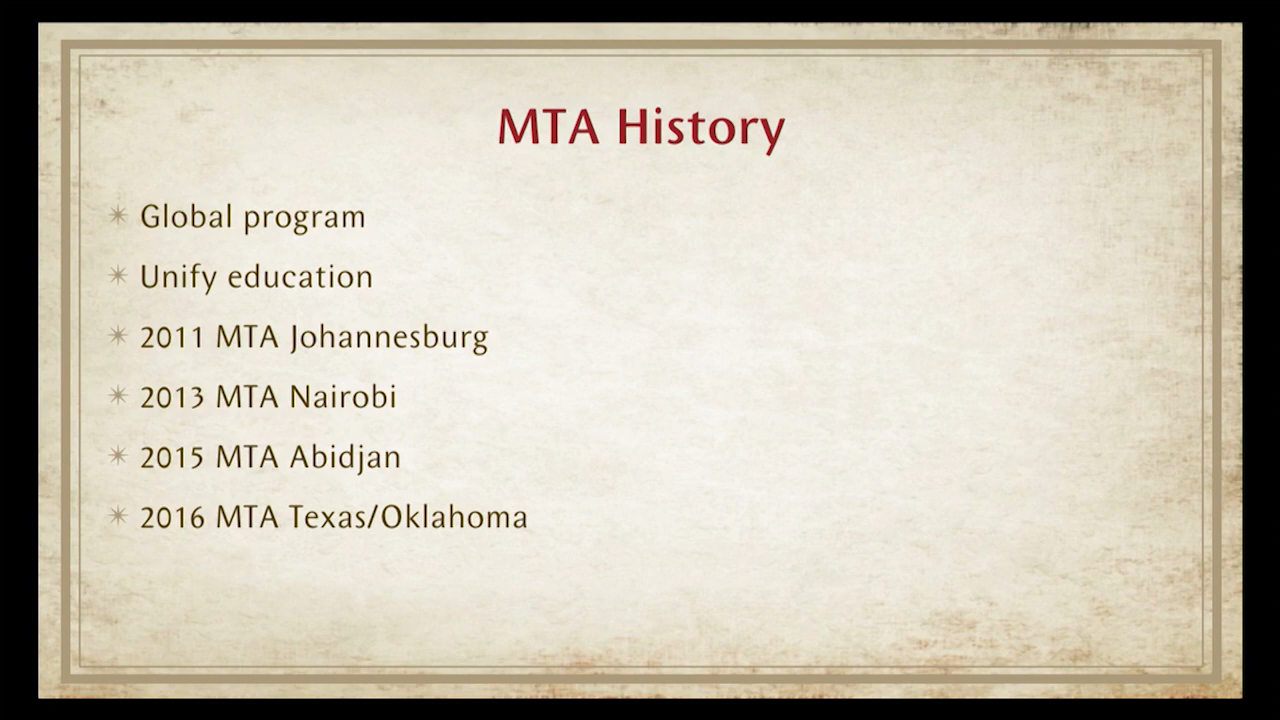 MTA History
Global program
Unify education
2011 MTA Johannesburg
2013 MTA Nairobi
2015 MTA Abidjan
2016 MTA Texas/Oklahoma